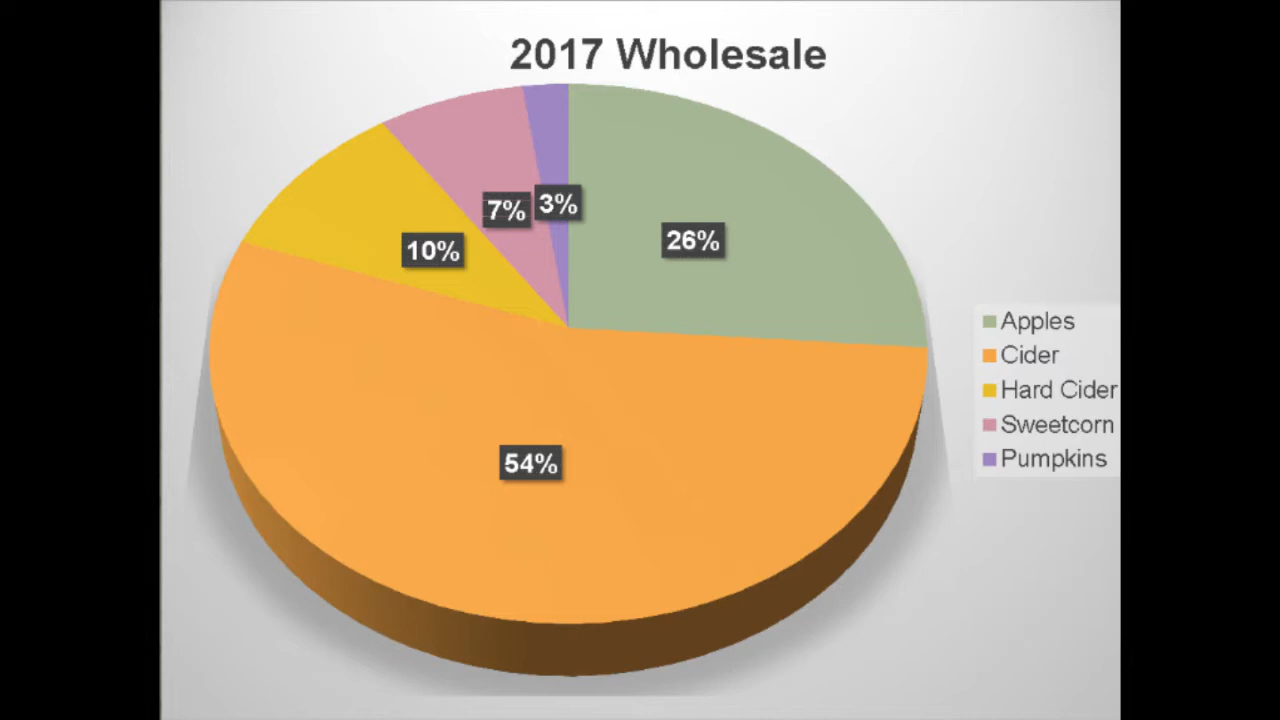 2017 Wholesale
7%
3%
26%
10%
54%
Apples
Cider
Hard Cider
Sweetcorn
Pumpkins